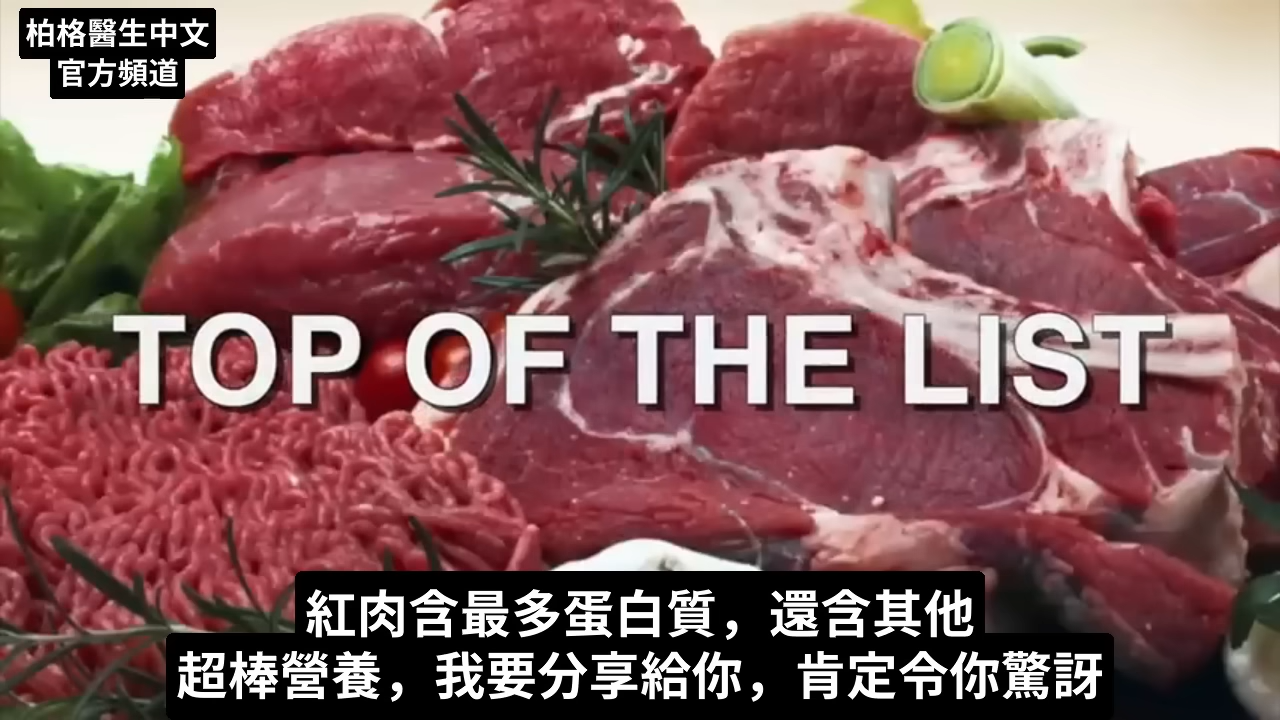 柏格醫生中文
官方頻道
TOP OF THE LIST
紅肉含最多蛋白質，還含其他
超棒營養，我要分享給你，肯定令你驚訝